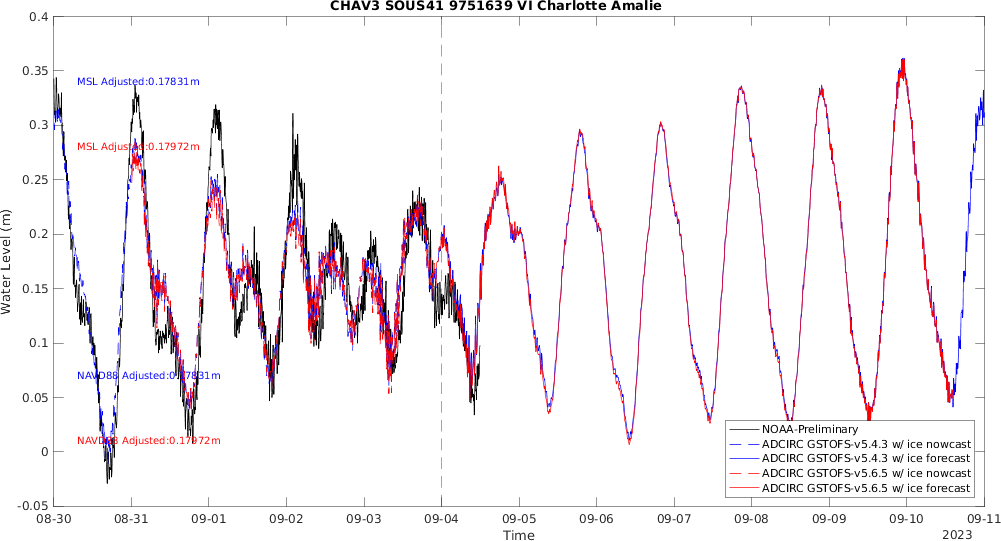 CHAV3 SOUS41 9751639 VI Charlotte Amalie
0.4
0.35
0.3
0.25
0.2
0.15
0.1
0.05
0
-0.05
Water Level (m)
MSL Adjusted:0.17831m
MSL Adjusted:0.17972m
NAVD88 Adjusted:0.17831m
NAVD88 Adjusted:0.17972m
NOAA-Preliminary
ADCIRC GSTOFS-v5.4.3 w/ ice nowcast
ADCIRC GSTOFS-v5.4.3 w/ ice forecast
ADCIRC GSTOFS-v5.6.5 w/ ice nowcast
ADCIRC GSTOFS-v5.6.5 w/ ice forecast
08-30 08-31 09-01 09-02 09-03 09-04 09-05 09-06 09-07 09-08 09-09 09-10 09-11
Time
2023